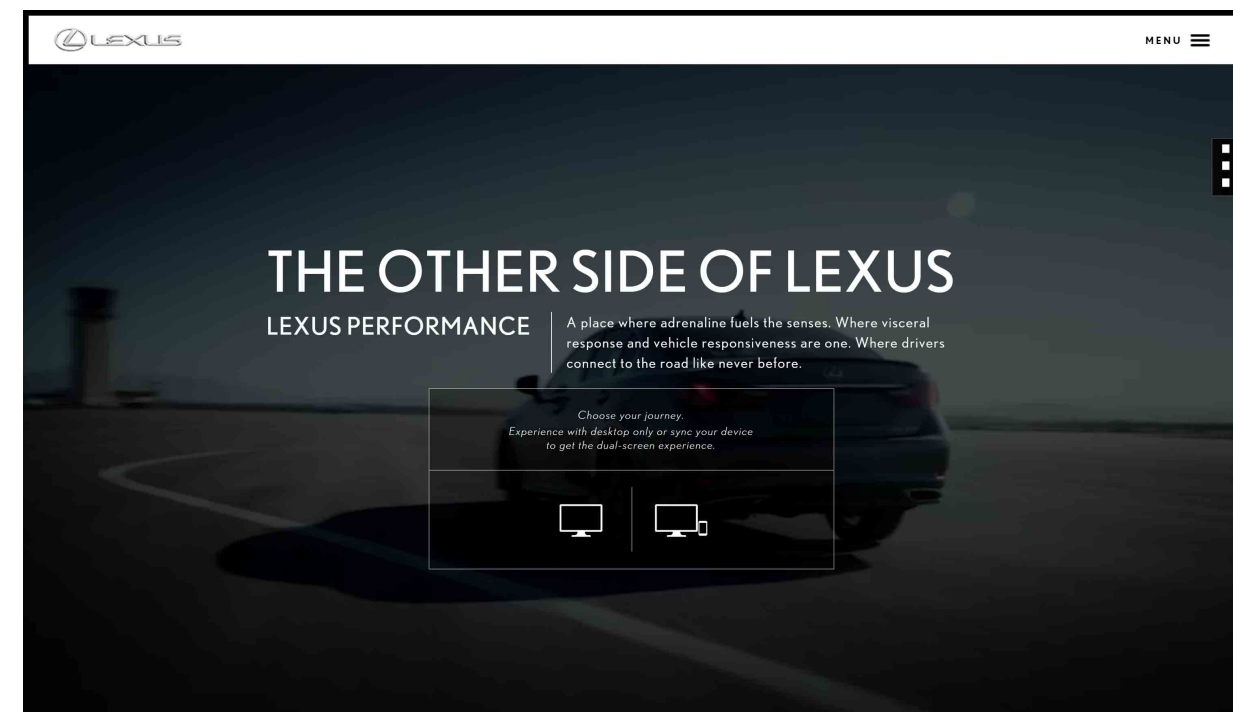 LEXUS
MENU
THE OTHER SIDE OF LEXUS
LEXUS PERFORMANCE
A place where adrenaline fuels the senses. Where visceral
response and vehicle responsiveness are one. Where drivers
connect to the road like never before.
Choose your journey.
Experience with desktop only or sync your device
to get the dual-screen experience.